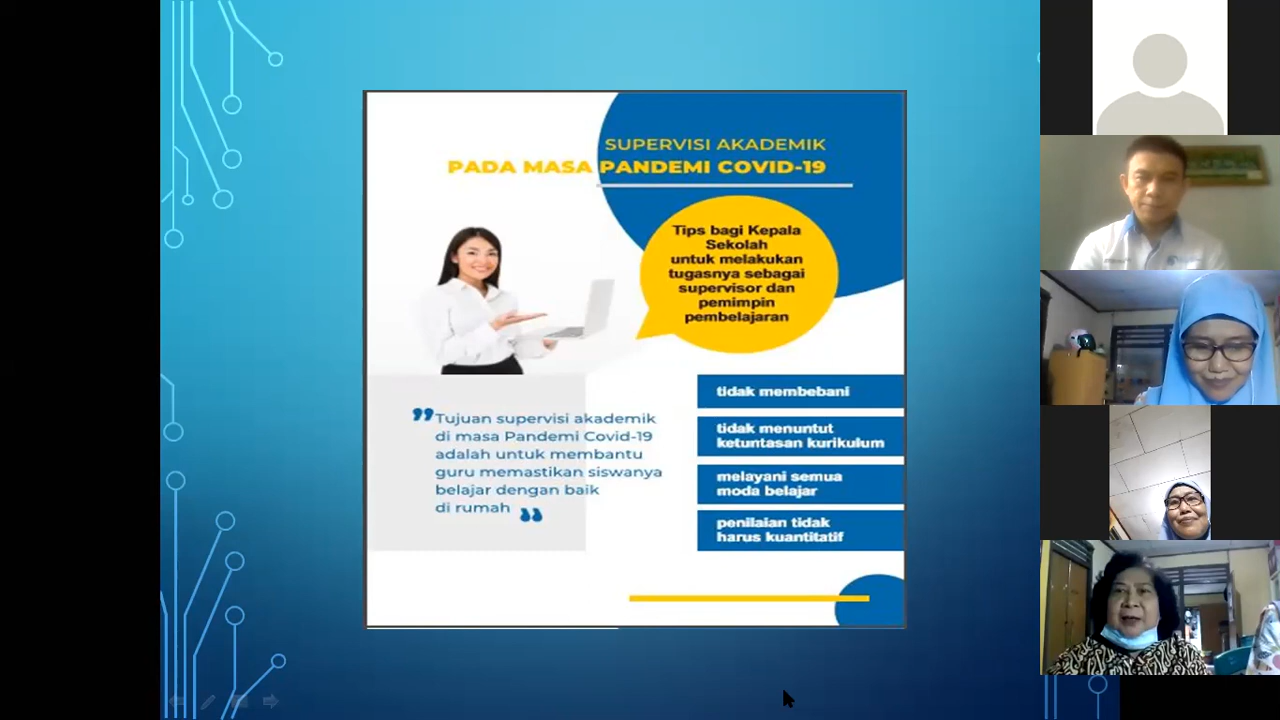 SUPERVISI AKADEMIK
PADA MASA PANDEMI COVID-19
Tips bagi Kepala
Sekolah
untuk melakukan
tugasnya sebagai
supervisor dan
pemimpin
pembelajaran
"Tujuan supervisi akademik
di masa Pandemi Covid-19
adalah untuk membantu
guru memastikan siswanya
belajar dengan baik
di rumah"
tidak membebani
tidak menuntut
ketuntasan kurikulum
melayani semua
moda belajar
penilaian tidak
harus kuantitatif